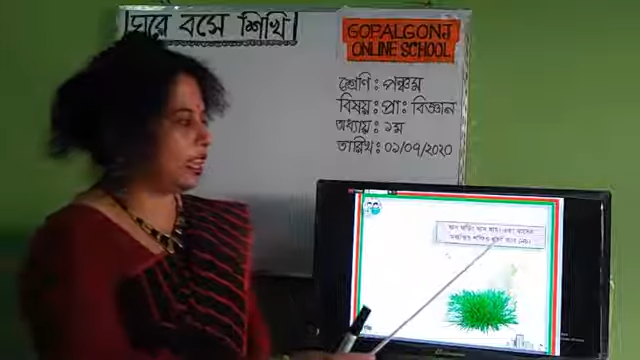 ঘরে বসে শিখি
GOPALGONJ
ONLINE SCHOOL
শ্রেণি: পঞ্চম
বিষয়: প্রা: বিজ্ঞান
অধ্যায়: ১ম
তারিখ: ০১/০৭/২০২০